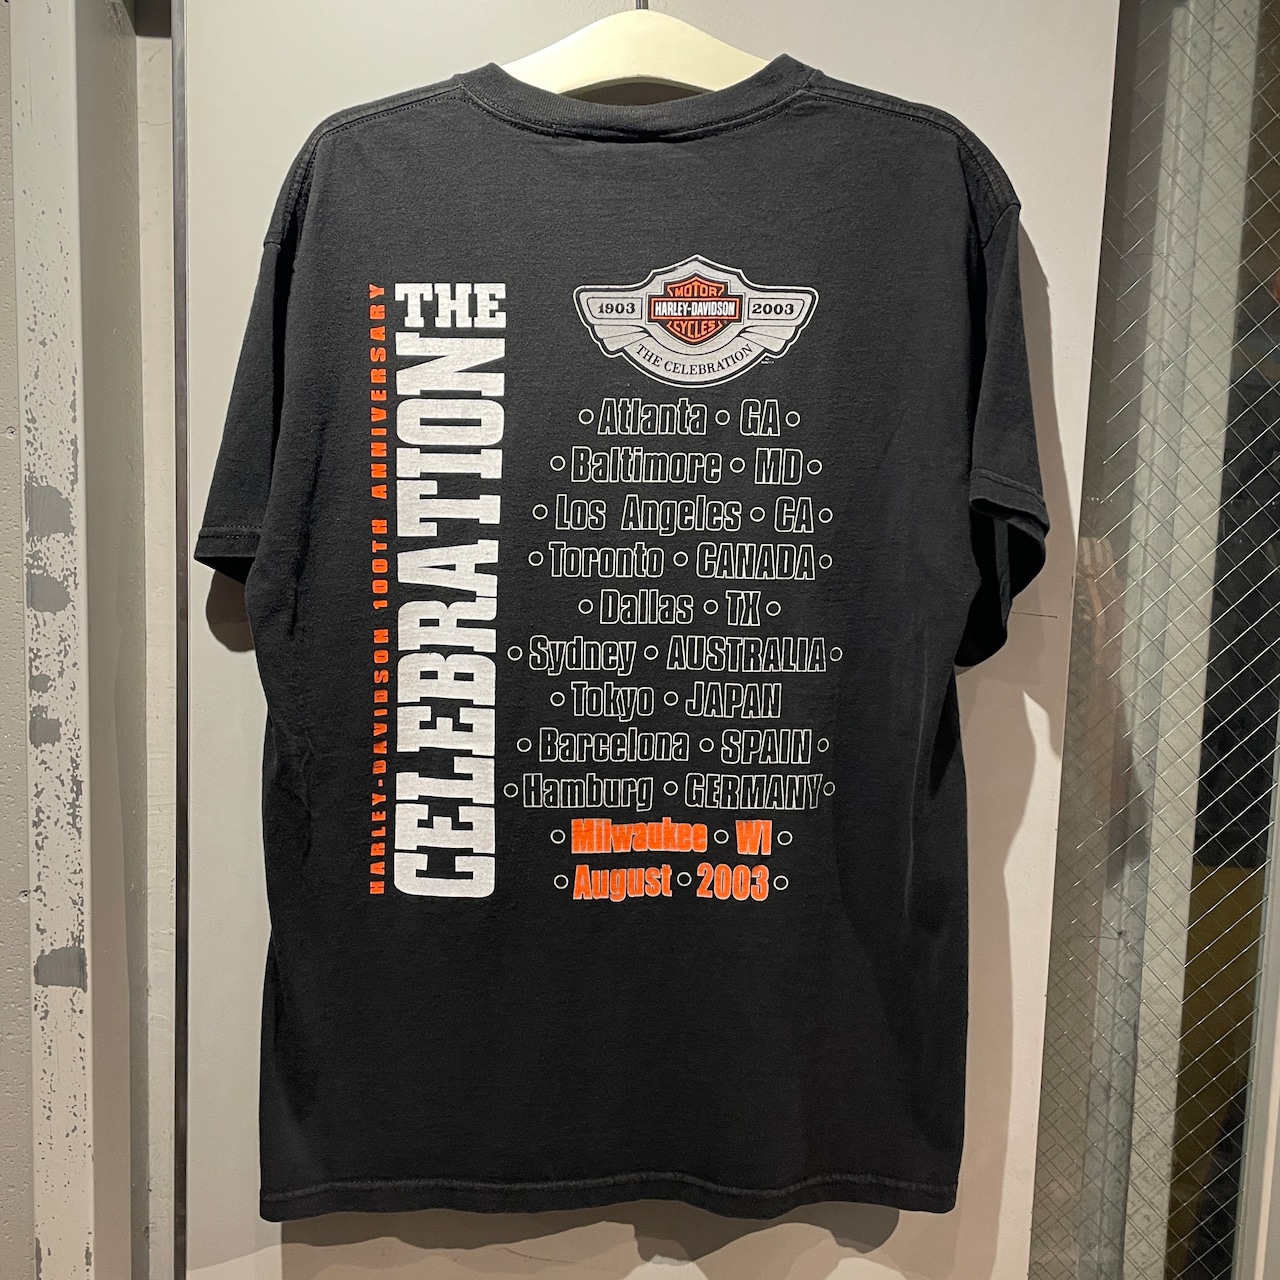 HARLEY-DAVIDSON 100TH ANNIVERSARY
THE CELEBRATION
MOTOR
1903 HARLEY-DAVIDSON 2003
CYCLES
THE CELEBRATION
◦ Atlanta ◦ GA ◦
◦ Baltimore ◦ MD ◦
◦ Los Angeles ◦ CA ◦
◦ Toronto ◦ CANADA ◦
◦ Dallas ◦ TX ◦
◦ Sydney ◦ AUSTRALIA ◦
◦ Tokyo ◦ JAPAN
◦ Barcelona ◦ SPAIN ◦
◦ Hamburg ◦ GERMANY ◦
◦ Milwaukee ◦ WI ◦
◦ August ◦ 2003 ◦